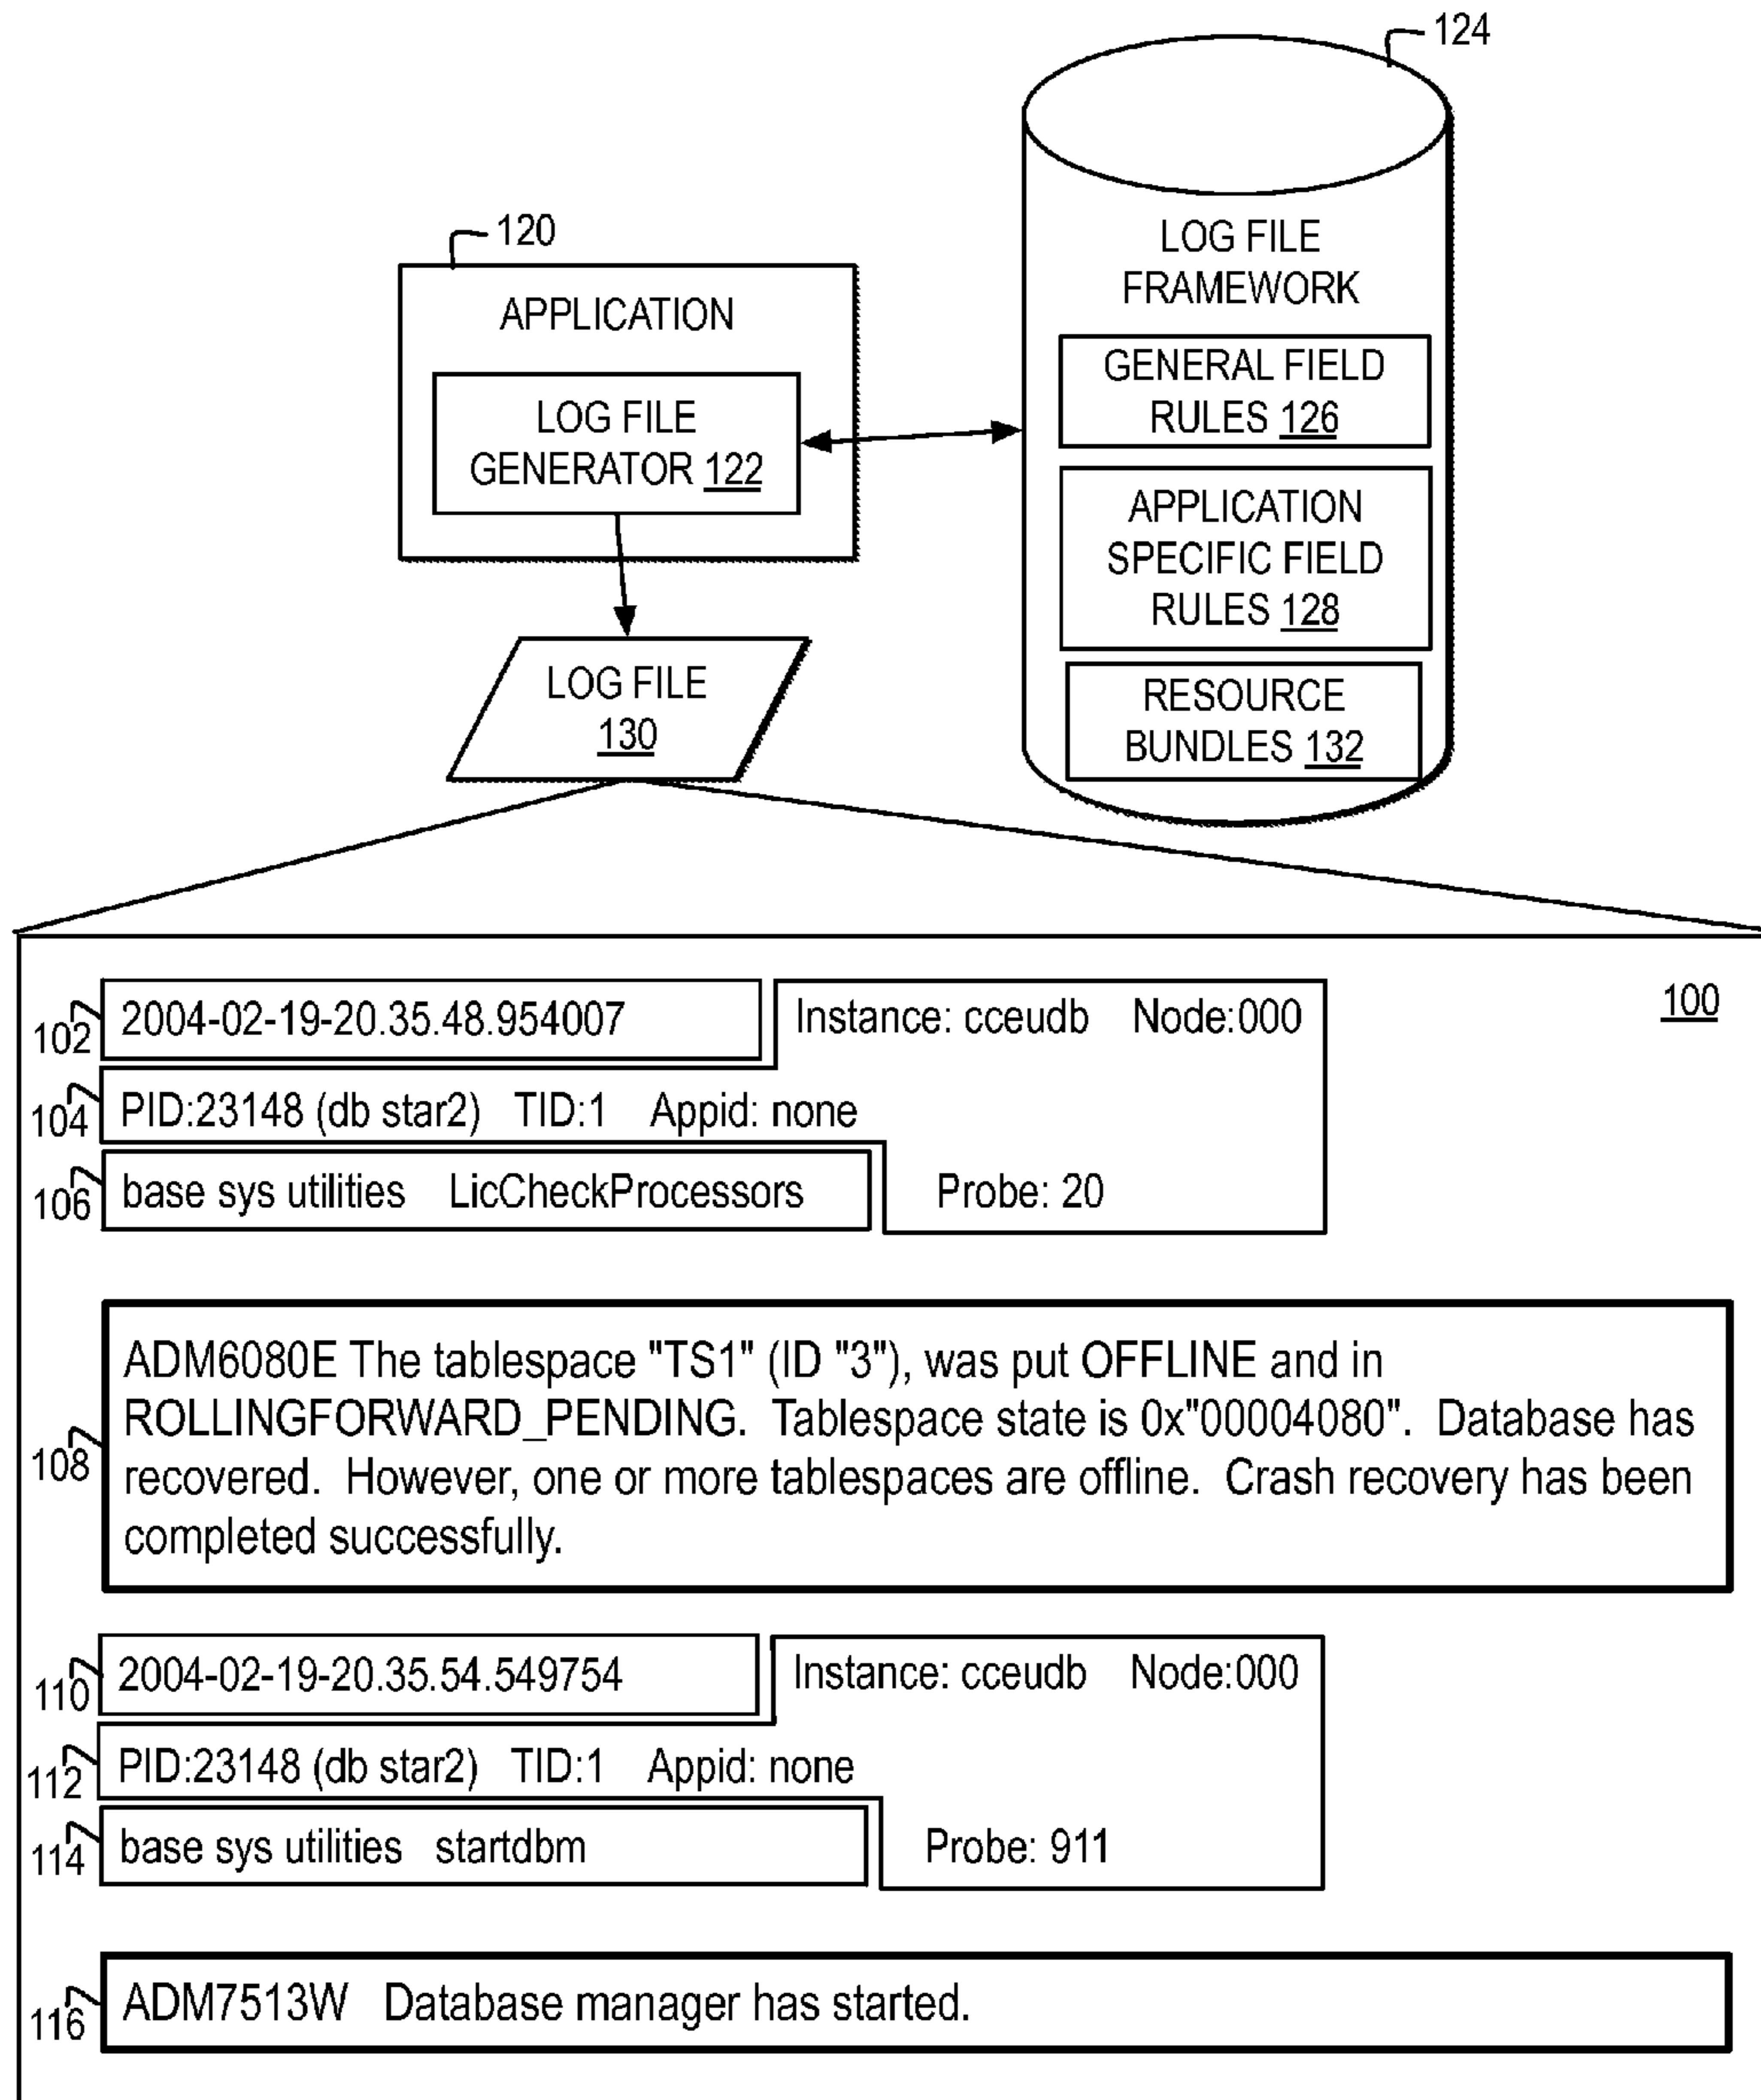 124
120
APPLICATION
LOG FILE
GENERATOR 122
LOG FILE
FRAMEWORK
GENERAL FIELD
RULES 126
APPLICATION
SPECIFIC FIELD
RULES 128
RESOURCE
BUNDLES 132
LOG FILE
130
100
102 2004-02-19-20.35.48.954007 Instance: cceudb Node:000
104 PID:23148 (db star2) TID:1 Appid: none
106 base sys utilities LicCheckProcessors Probe: 20
108
ADM6080E The tablespace "TS1" (ID "3"), was put OFFLINE and in
ROLLINGFORWARD_PENDING. Tablespace state is 0x"00004080". Database has
recovered. However, one or more tablespaces are offline. Crash recovery has been
completed successfully.
110 2004-02-19-20.35.54.549754 Instance: cceudb Node:000
112 PID:23148 (db star2) TID:1 Appid: none
114 base sys utilities startdbm Probe: 911
116 ADM7513W Database manager has started.